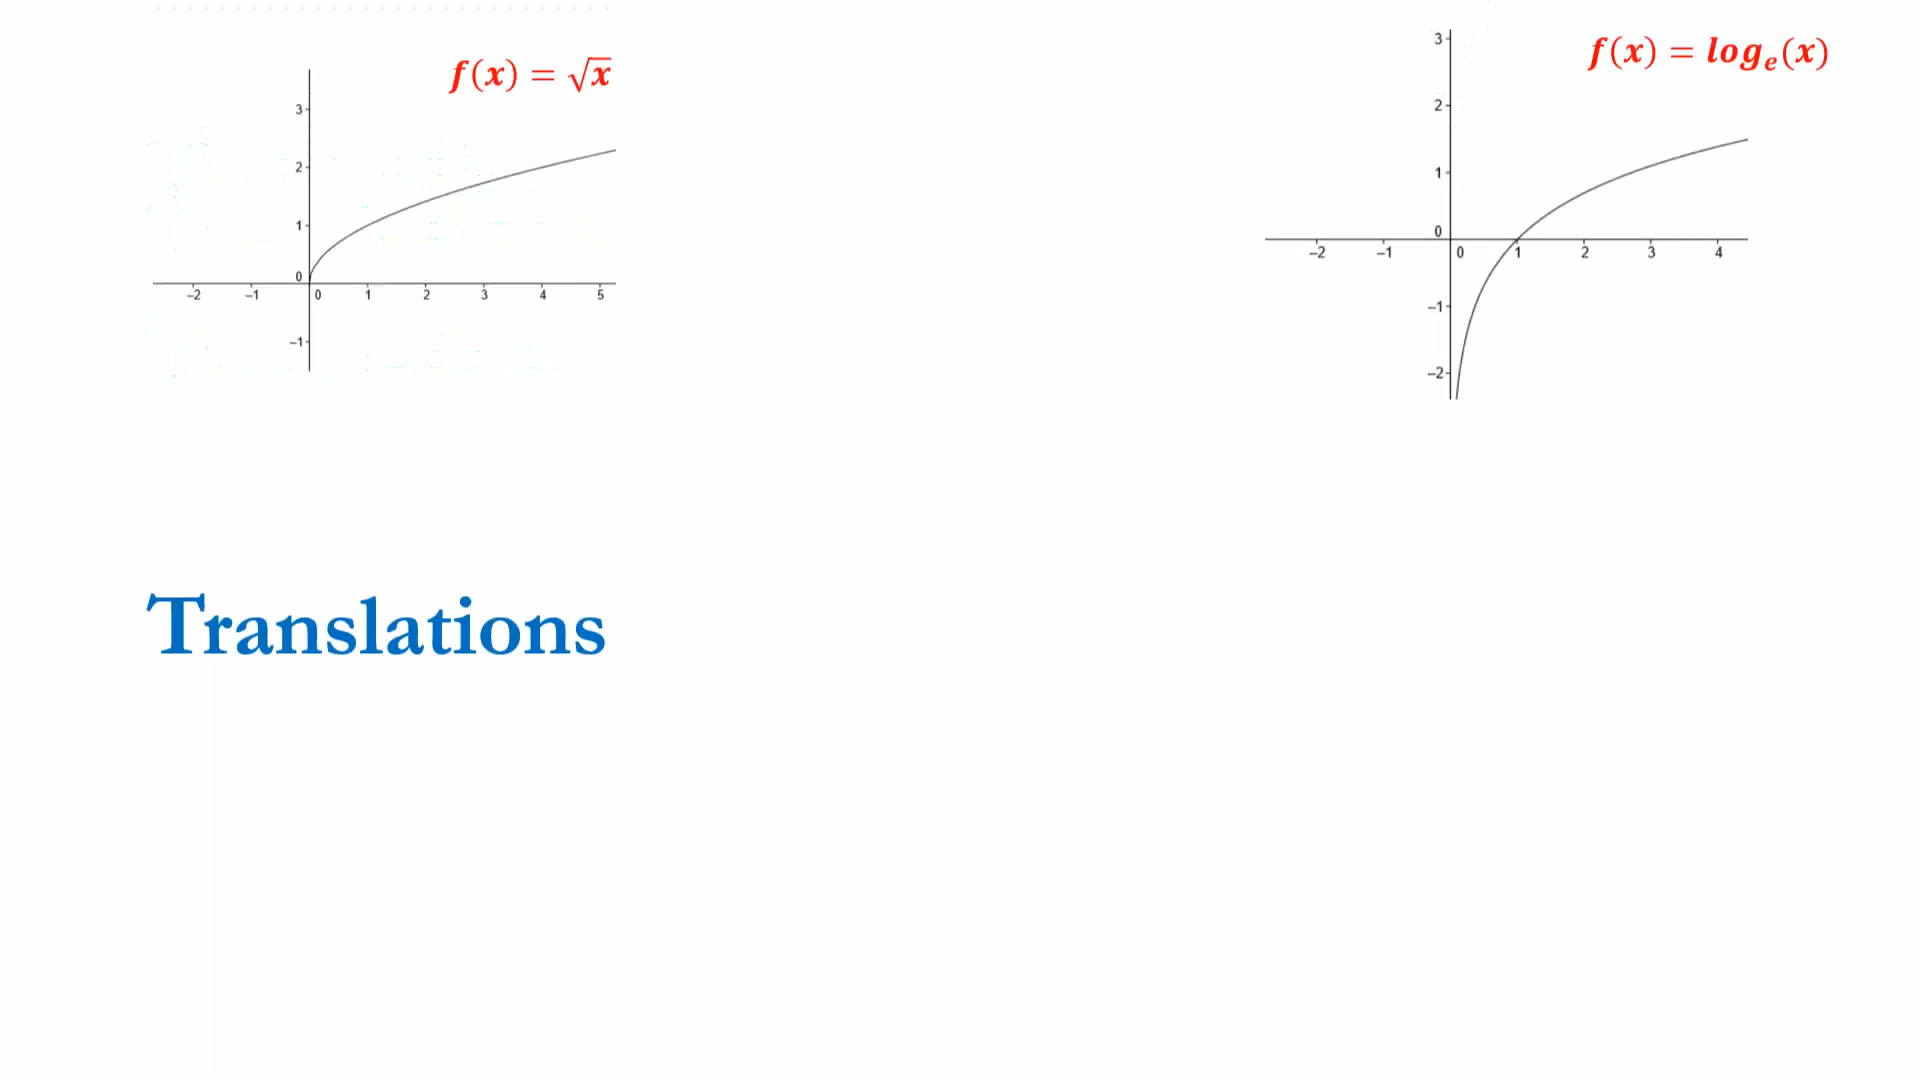 f(x) = √x
3
2
1
0
−2 −1 0 1 2 3 4 5
−1
f(x) = log_e(x)
3
2
1
0
−2 −1 0 1 2 3 4
−1
−2
Translations